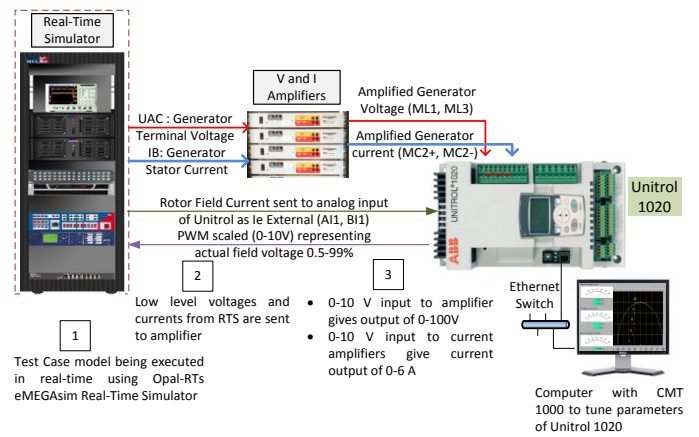 Real-Time
Simulator
V and I
Amplifiers
UAC : Generator
Terminal Voltage
IB: Generator
Stator Current
Amplified Generator
Voltage (ML1, ML3)
Amplified Generator
current (MC2+, MC2-)
UNITROL 1020
ABB
Unitrol
1020
Rotor Field Current sent to analog input
of Unitrol as Ie External (AI1, BI1)
PWM scaled (0-10V) representing
actual field voltage 0.5-99%
1
Test Case model being executed
in real-time using Opal-RTs
eMEGAsim Real-Time Simulator
2
Low level voltages and
currents from RTS are sent
to amplifier
3
• 0-10 V input to amplifier
gives output of 0-100V
• 0-10 V input to current
amplifiers give current
output of 0-6 A
Ethernet
Switch
Computer with CMT
1000 to tune parameters
of Unitrol 1020